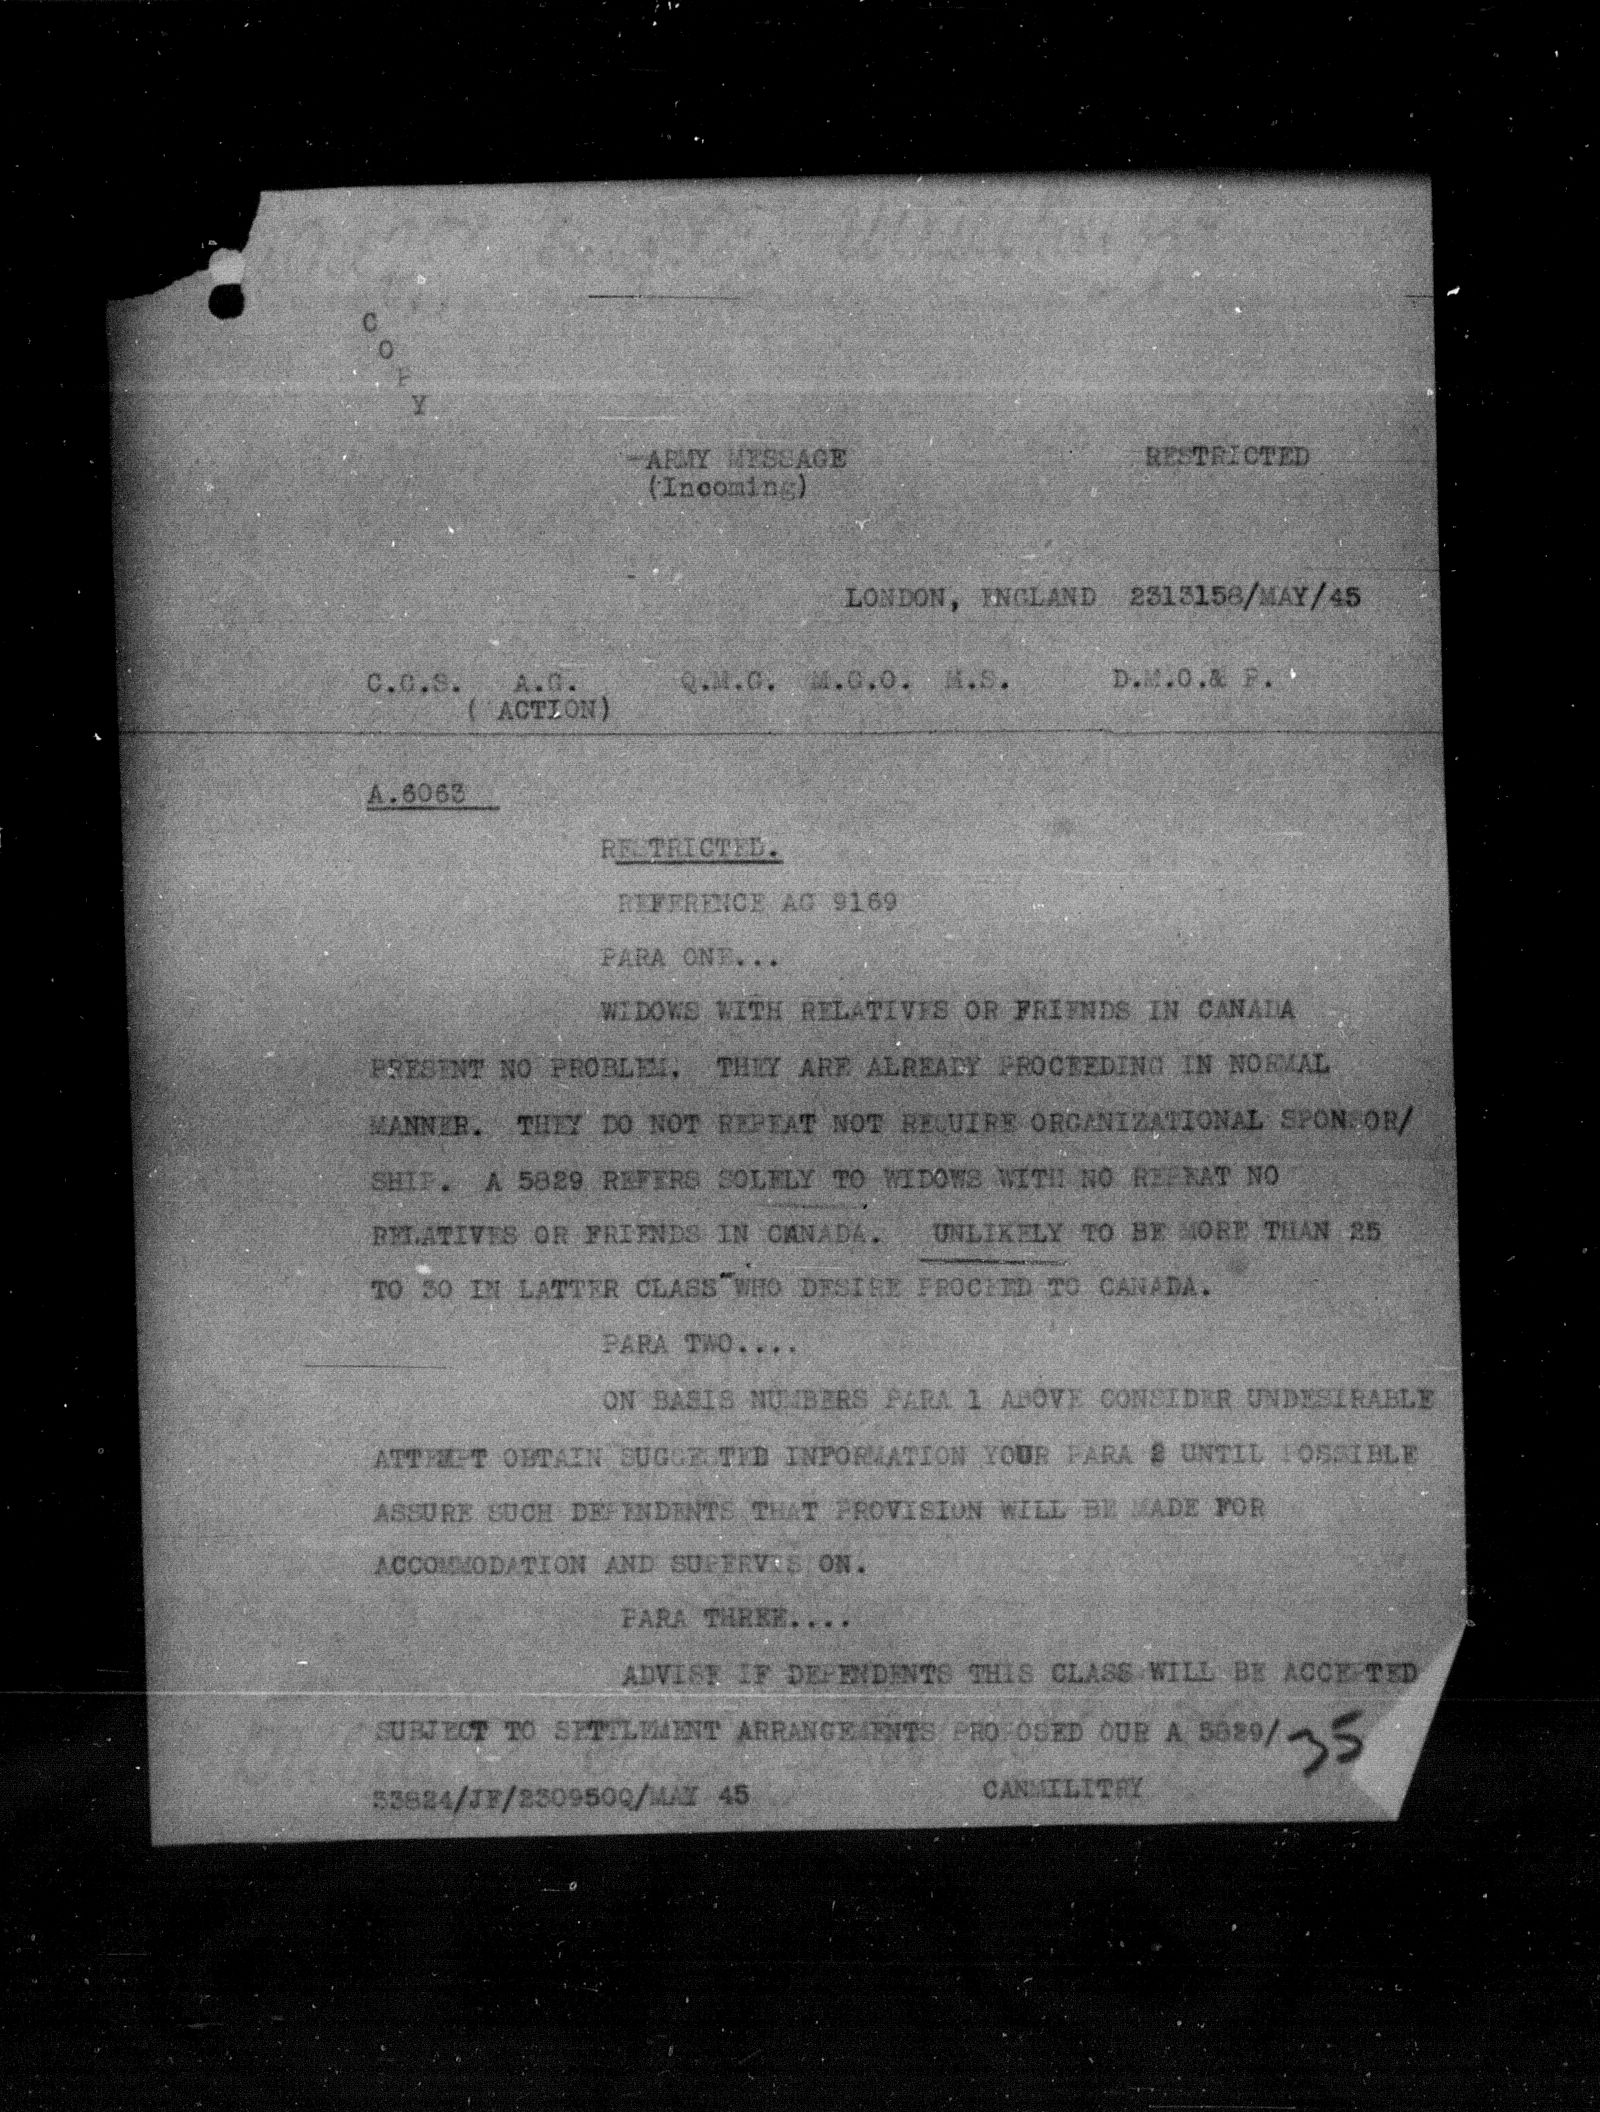 C
O
P
Y
ARMY MESSAGE RESTRICTED
(Incoming)
LONDON, ENGLAND 231315B/MAY/45
C.G.S. A.G. Q.M.G. M.G.O. M.S. D.M.O.& P.
( ACTION)
A.6063
RESTRICTED.
REFERENCE AG 9169
PARA ONE...
WIDOWS WITH RELATIVES OR FRIENDS IN CANADA
PRESENT NO PROBLEM. THEY ARE ALREADY PROCEEDING IN NORMAL
MANNER. THEY DO NOT REPEAT NOT REQUIRE ORGANIZATIONAL SPONSOR/
SHIP. A 5829 REFERS SOLELY TO WIDOWS WITH NO REPEAT NO
RELATIVES OR FRIENDS IN CANADA. UNLIKELY TO BE MORE THAN 25
TO 30 IN LATTER CLASS WHO DESIRE PROCEED TO CANADA.
PARA TWO....
ON BASIS NUMBERS PARA 1 ABOVE CONSIDER UNDESIRABLE
ATTEMPT OBTAIN SUGGESTED INFORMATION YOUR PARA 2 UNTIL POSSIBLE
ASSURE SUCH DEPENDENTS THAT PROVISION WILL BE MADE FOR
ACCOMMODATION AND SUPERVIS ON.
PARA THREE....
ADVISE IF DEPENDENTS THIS CLASS WILL BE ACCEPTED
SUBJECT TO SETTLEMENT ARRANGEMENTS PROPOSED OUR A 5829/
35
33824/JF/230950Q/MAY 45 CANMILITRY